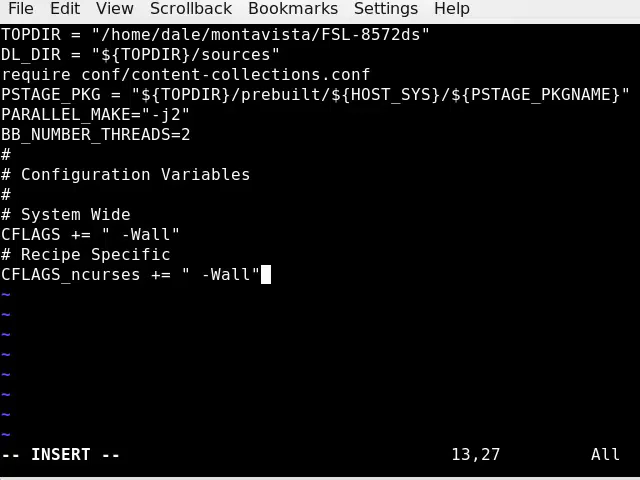 File Edit View Scrollback Bookmarks Settings Help
TOPDIR = "/home/dale/montavista/FSL-8572ds"
DL_DIR = "${TOPDIR}/sources"
require conf/content-collections.conf
PSTAGE_PKG = "${TOPDIR}/prebuilt/${HOST_SYS}/${PSTAGE_PKGNAME}"
PARALLEL_MAKE="-j2"
BB_NUMBER_THREADS=2
#
# Configuration Variables
#
# System Wide
CFLAGS += " -Wall"
# Recipe Specific
CFLAGS_ncurses += " -Wall"
~
~
~
~
~
~
~
~
-- INSERT -- 13,27 All